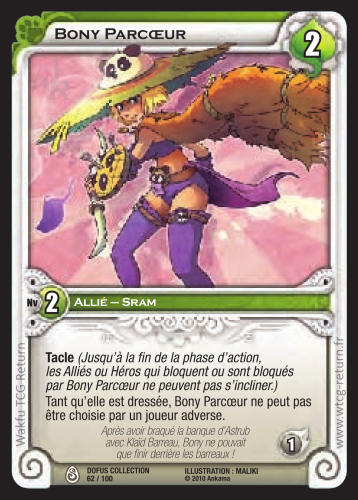 BONY PARCŒUR
2
Nv 2 ALLIÉ – SRAM
Tacle (Jusqu'à la fin de la phase d'action,
les Alliés ou Héros qui bloquent ou sont bloqués
par Bony Parcœur ne peuvent pas s'incliner.)
Tant qu'elle est dressée, Bony Parcœur ne peut pas
être choisie par un joueur adverse.
Après avoir braqué la banque d'Astrub
avec Klaïd Barreau, Bony ne pouvait
que finir derrière les barreaux !
1
DOFUS COLLECTION
62 / 100
ILLUSTRATION : MALIKI
© 2010 Ankama
Wakfu TCG Return
www.wtcg-return.fr